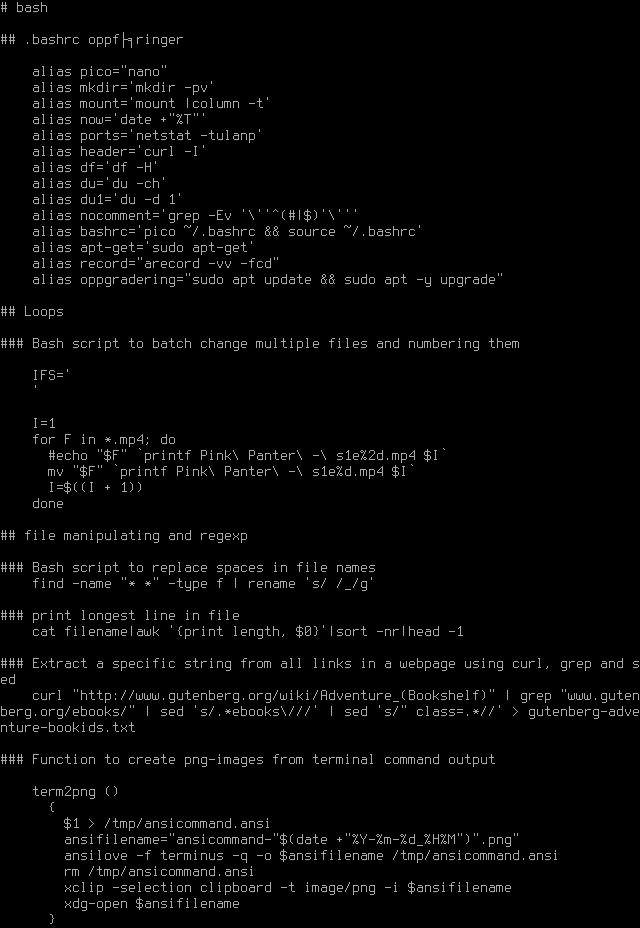 # bash
## .bashrc oppf├╕ringer
alias pico="nano"
alias mkdir='mkdir -pv'
alias mount='mount |column -t'
alias now='date +"%T"'
alias ports='netstat -tulanp'
alias header='curl -I'
alias df='df -H'
alias du='du -ch'
alias du1='du -d 1'
alias nocomment='grep -Ev '\''^(#|$)'\'''
alias bashrc='pico ~/.bashrc && source ~/.bashrc'
alias apt-get='sudo apt-get'
alias record="arecord -vv -fcd"
alias oppgradering="sudo apt update && sudo apt -y upgrade"
## Loops
### Bash script to batch change multiple files and numbering them
IFS='
'
I=1
for F in *.mp4; do
#echo "$F" `printf Pink\ Panter\ -\ s1e%2d.mp4 $I`
mv "$F" `printf Pink\ Panter\ -\ s1e%d.mp4 $I`
I=$((I + 1))
done
## file manipulating and regexp
### Bash script to replace spaces in file names
find -name "* *" -type f | rename 's/ /_/g'
### print longest line in file
cat filename|awk '{print length, $0}'|sort -nr|head -1
### Extract a specific string from all links in a webpage using curl, grep and s
ed
curl "http://www.gutenberg.org/wiki/Adventure_(Bookshelf)" | grep "www.guten
berg.org/ebooks/" | sed 's/.*ebooks\///' | sed 's/" class=.*//' > gutenberg-adve
nture-bookids.txt
### Function to create png-images from terminal command output
term2png ()
{
$1 > /tmp/ansicommand.ansi
ansifilename="ansicommand-"$(date +"%Y-%m-%d_%H%M")".png"
ansilove -f terminus -q -o $ansifilename /tmp/ansicommand.ansi
rm /tmp/ansicommand.ansi
xclip -selection clipboard -t image/png -i $ansifilename
xdg-open $ansifilename
}